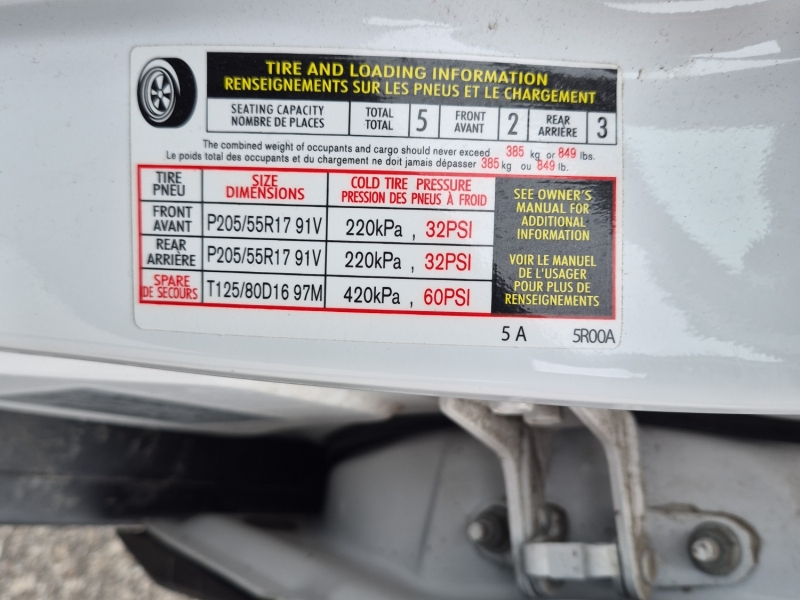 TIRE AND LOADING INFORMATION
RENSEIGNEMENTS SUR LES PNEUS ET LE CHARGEMENT
SEATING CAPACITY
NOMBRE DE PLACES
TOTAL
TOTAL
5
FRONT
AVANT
2
REAR
ARRIÈRE
3
The combined weight of occupants and cargo should never exceed 385 kg or 849 lbs.
Le poids total des occupants et du chargement ne doit jamais dépasser 385 kg ou 849 lb.
TIRE
PNEU
SIZE
DIMENSIONS
COLD TIRE PRESSURE
PRESSION DES PNEUS À FROID
FRONT
AVANT
P205/55R17 91V
220kPa , 32PSI
REAR
ARRIÈRE
P205/55R17 91V
220kPa , 32PSI
SPARE
DE SECOURS
T125/80D16 97M
420kPa , 60PSI
SEE OWNER'S
MANUAL FOR
ADDITIONAL
INFORMATION
VOIR LE MANUEL
DE L'USAGER
POUR PLUS DE
RENSEIGNEMENTS
5 A
5R00A